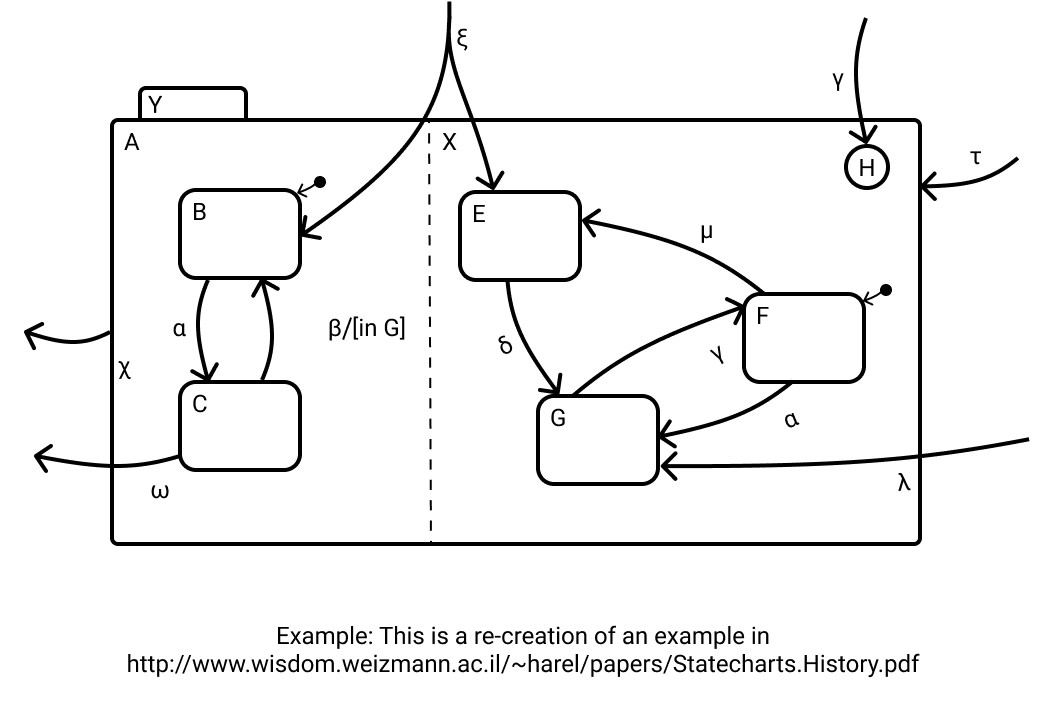 ξ
γ
Y
A
X
H
τ
B
E
μ
F
α
β/[in G]
δ
γ
χ
C
G
α
λ
ω
Example: This is a re-creation of an example in
http://www.wisdom.weizmann.ac.il/~harel/papers/Statecharts.History.pdf